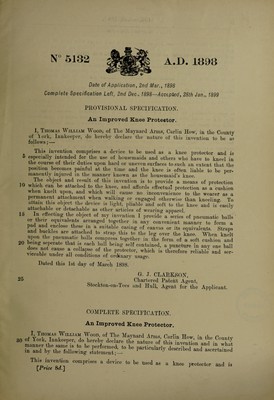 Nº 5132
A.D. 1898
Date of Application, 2nd Mar., 1898
Complete Specification Left, 2nd Dec., 1898—Accepted, 28th Jan., 1899
PROVISIONAL SPECIFICATION.
An Improved Knee Protector.
I, THOMAS WILLIAM WOOD, of The Maynard Arms, Carlin How, in the County
of York, Innkeeper, do hereby declare the nature of this invention to be as
follows:—
This invention comprises a device to be used as a knee protector and is
5 especially intended for the use of housemaids and others who have to kneel in
the course of their duties upon hard or uneven surfaces to such an extent that the
position becomes painful at the time and the knee is often liable to be per-
manently injured in the manner known as the housemaid's knee.
The object and result of this invention is to provide a means of protection
10 which can be attached to the knee, and affords effectual protection as a cushion
when knelt upon, and which will cause no inconvenience to the wearer as a
permanent attachment when walking or engaged otherwise than kneeling. To
attain this object the device is light, pliable and soft to the knee and is easily
attachable or detachable as other articles of wearing apparel.
15 In effecting the object of my invention I provide a series of pneumatic balls
or their equivalents arranged together in any convenient manner to form a
pad and enclose these in a suitable casing of canvas or its equivalents. Straps
and buckles are attached to strap this to the leg over the knee. When knelt
upon the pneumatic balls compress together in the form of a soft cushion and
20 being seperate that is each ball being self contained, a puncture in any one ball
does not cause a collapse of the protector, which is therefore reliable and ser-
viceable under all conditions of ordinary usage.
Dated this 1st day of March 1898.
G. J. CLARKSON,
25 Chartered Patent Agent,
Stockton-on-Tees and Hull, Agent for the Applicant.
COMPLETE SPECIFICATION.
An Improved Knee Protector.
I, THOMAS WILLIAM WOOD, of The Maynard Arms, Carlin How, in the County
30 of York, Innkeeper, do hereby declare the nature of this invention and in what
manner the same is to be performed, to be particularly described and ascertained
in and by the following statement:—
This invention comprises a device to be used as a knee protector and is
[Price 8d.]